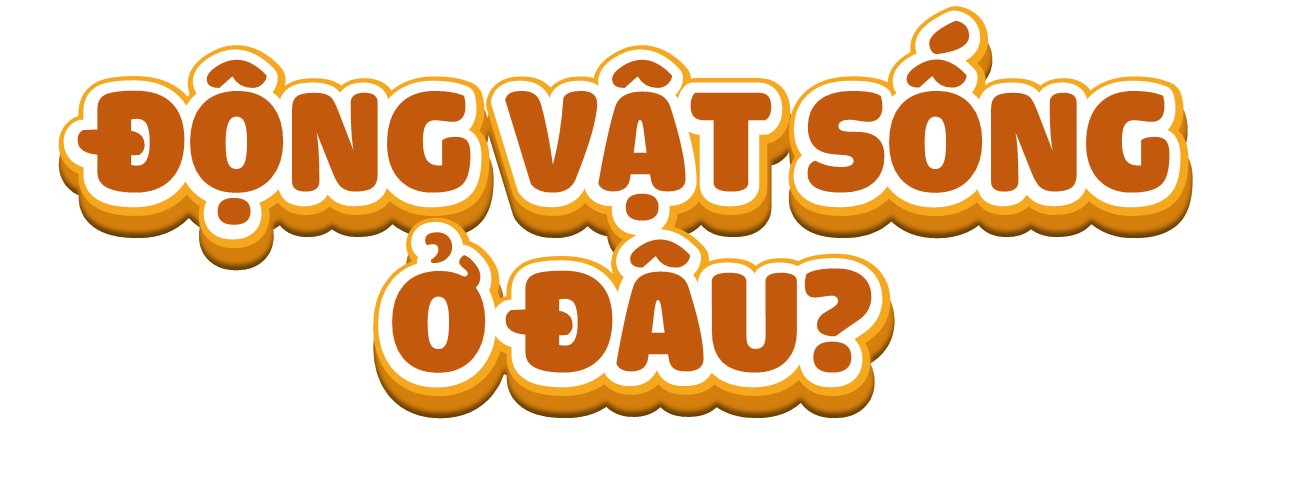 ĐỘNG VẬT SỐNG
Ở ĐÂU?